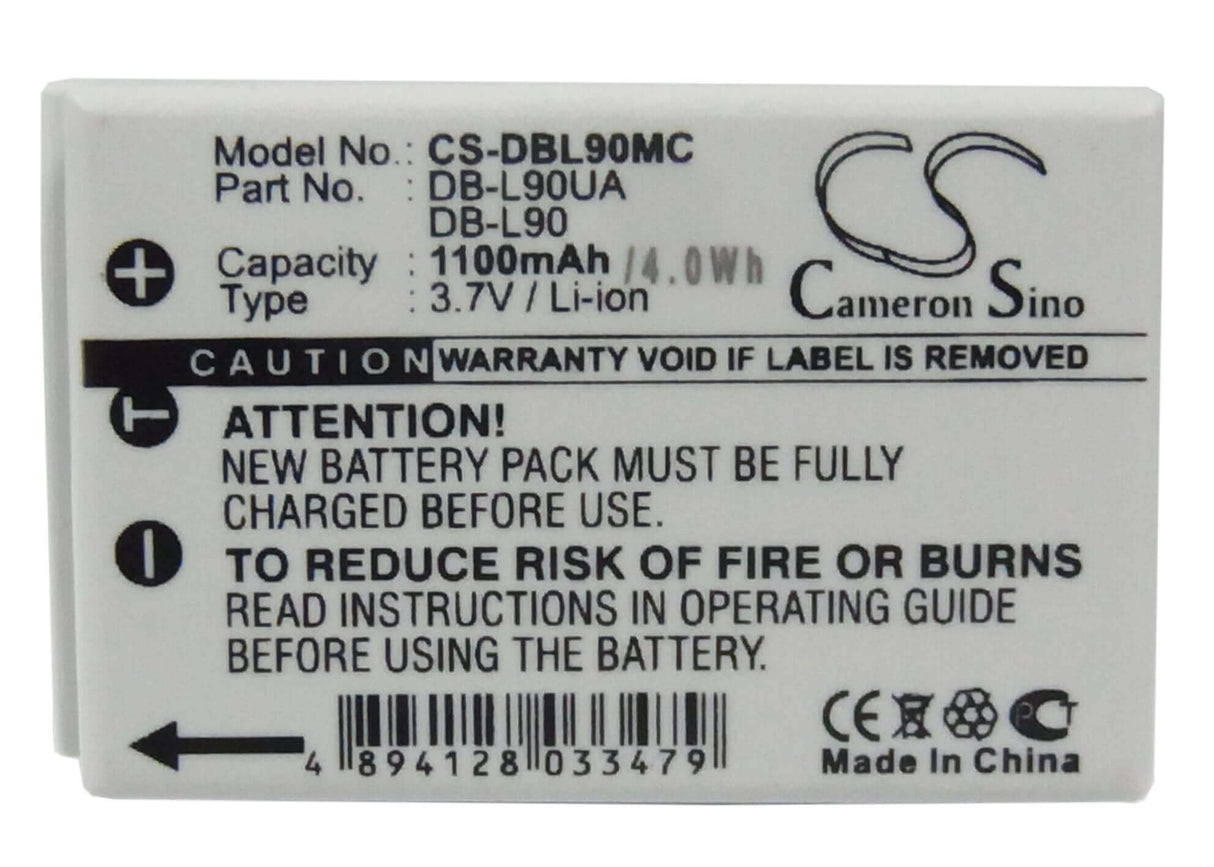 Model No.: CS-DBL90MC
Part No. : DB-L90UA
DB-L90
Capacity : 1100mAh /4.0Wh
Type : 3.7V / Li-ion
CS
Cameron Sino
+
CAUTION WARRANTY VOID IF LABEL IS REMOVED
T
ATTENTION!
NEW BATTERY PACK MUST BE FULLY
CHARGED BEFORE USE.
–
TO REDUCE RISK OF FIRE OR BURNS
READ INSTRUCTIONS IN OPERATING GUIDE
BEFORE USING THE BATTERY.
4 894128 033479
CE PCT
Made In China